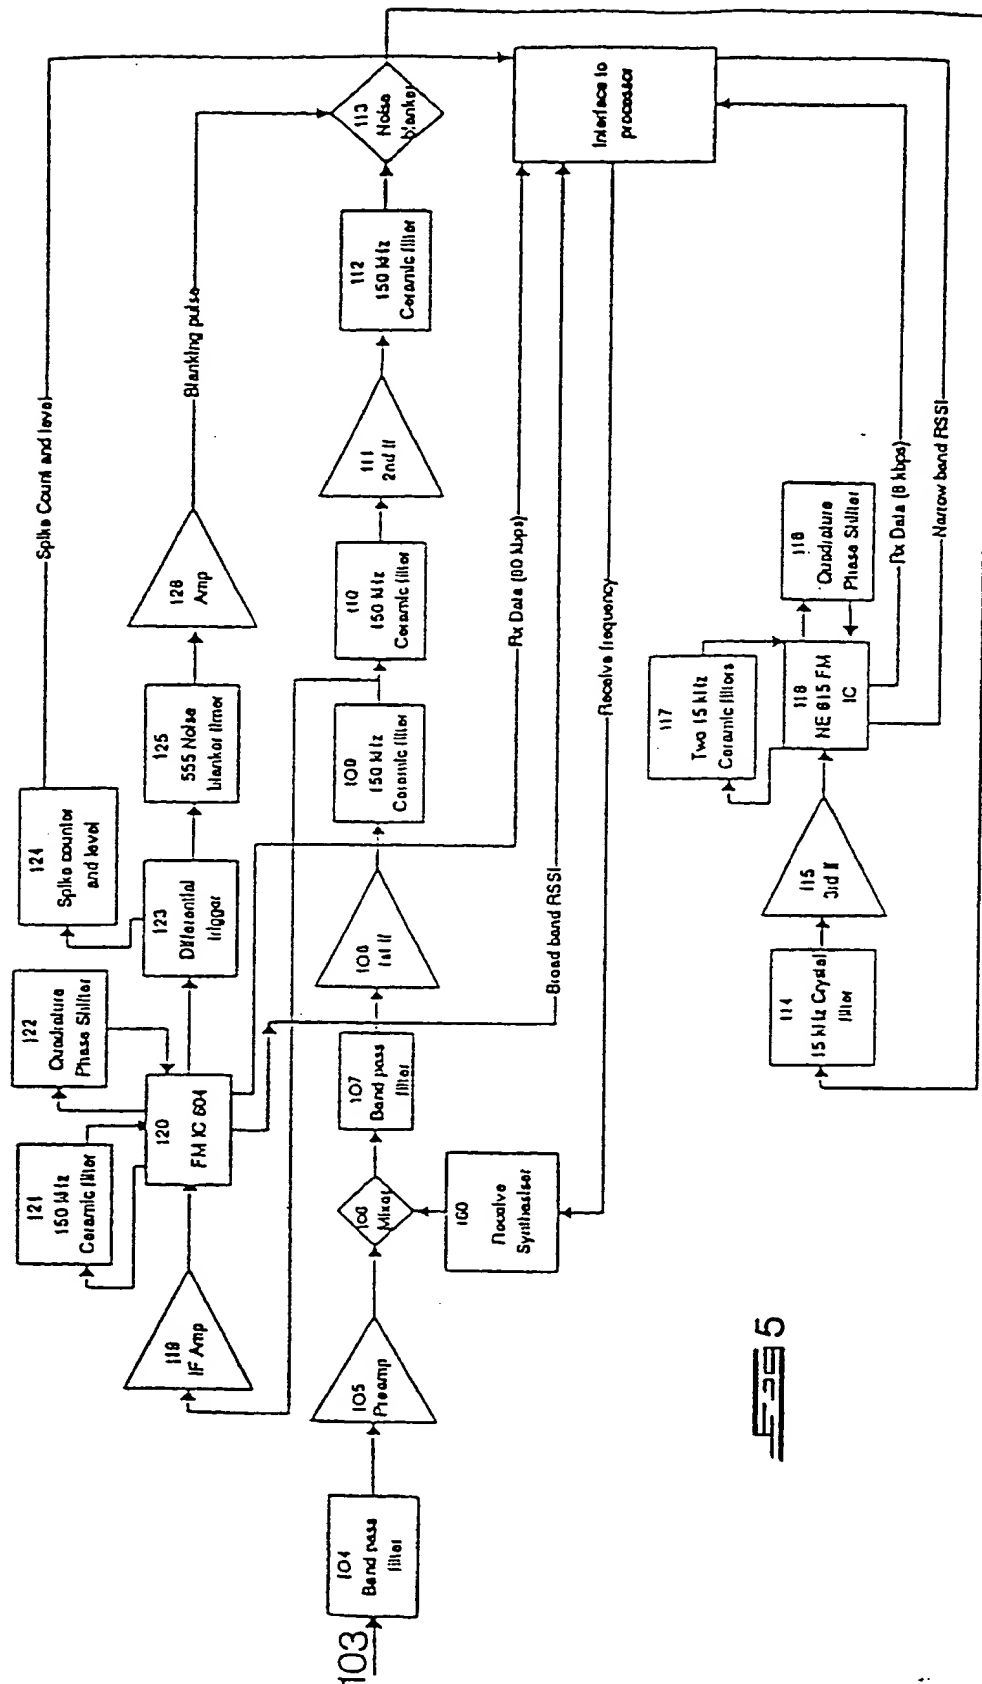 103
104
Band pass
filter
105
Preamp
106
Mixer
160
Receive
Synthesiser
107
Band pass
filter
108
1st If
109
150 kHz
Ceramic filter
110
150 kHz
Ceramic filter
111
2nd If
112
150 kHz
Ceramic filter
113
Noise
blanker
119
IF Amp
121
150 kHz
Ceramic filter
120
FM IC 604
122
Quadrature
Phase Shifter
123
Differential
trigger
124
Spike counter
and level
125
555 Noise
blanker timer
126
Amp
Blanking pulse
Spike Count and level
Rx Data (80 kbps)
Broad band RSSI
Receive frequency
Interface to
processor
114
15 kHz Crystal
filter
115
3rd If
117
Two 15 kHz
Ceramic filters
NE 615 FM
IC
Quadrature
Phase Shifter
Rx Data (8 kbps)
Narrow band RSSI
5